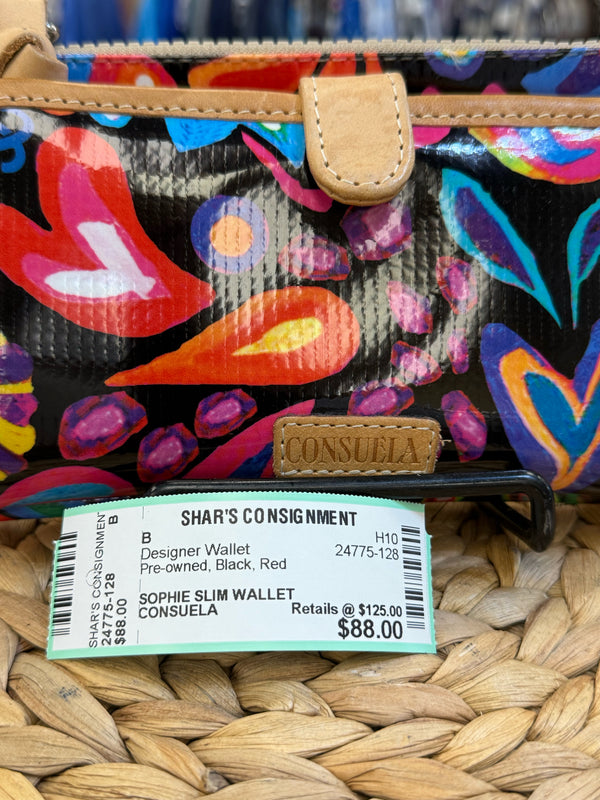 CONSUELA
SHAR'S CONSIGNMENT
B
H10
Designer Wallet
24775-128
Pre-owned, Black, Red
SOPHIE SLIM WALLET
CONSUELA
Retails @ $125.00
$88.00
SHAR'S CONSIGNMENT
B
24775-128
$88.00